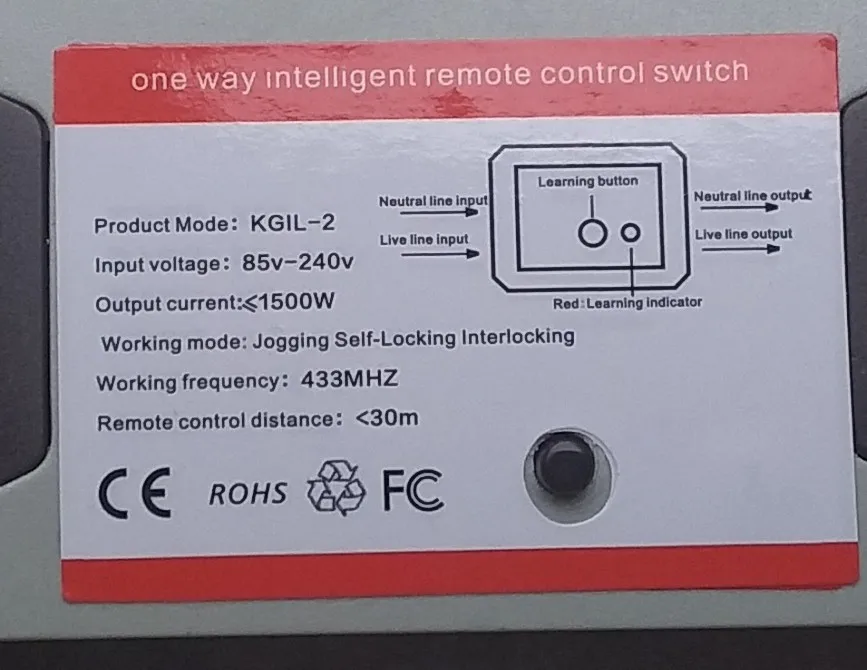 one way intelligent remote control switch
Learning button
Neutral line input
Neutral line output
Product Mode: KGIL-2
Live line input
Live line output
Input voltage: 85v-240v
Output current:≤1500W
Red:Learning indicator
Working mode: Jogging Self-Locking Interlocking
Working frequency: 433MHZ
Remote control distance: <30m
CE ROHS FC